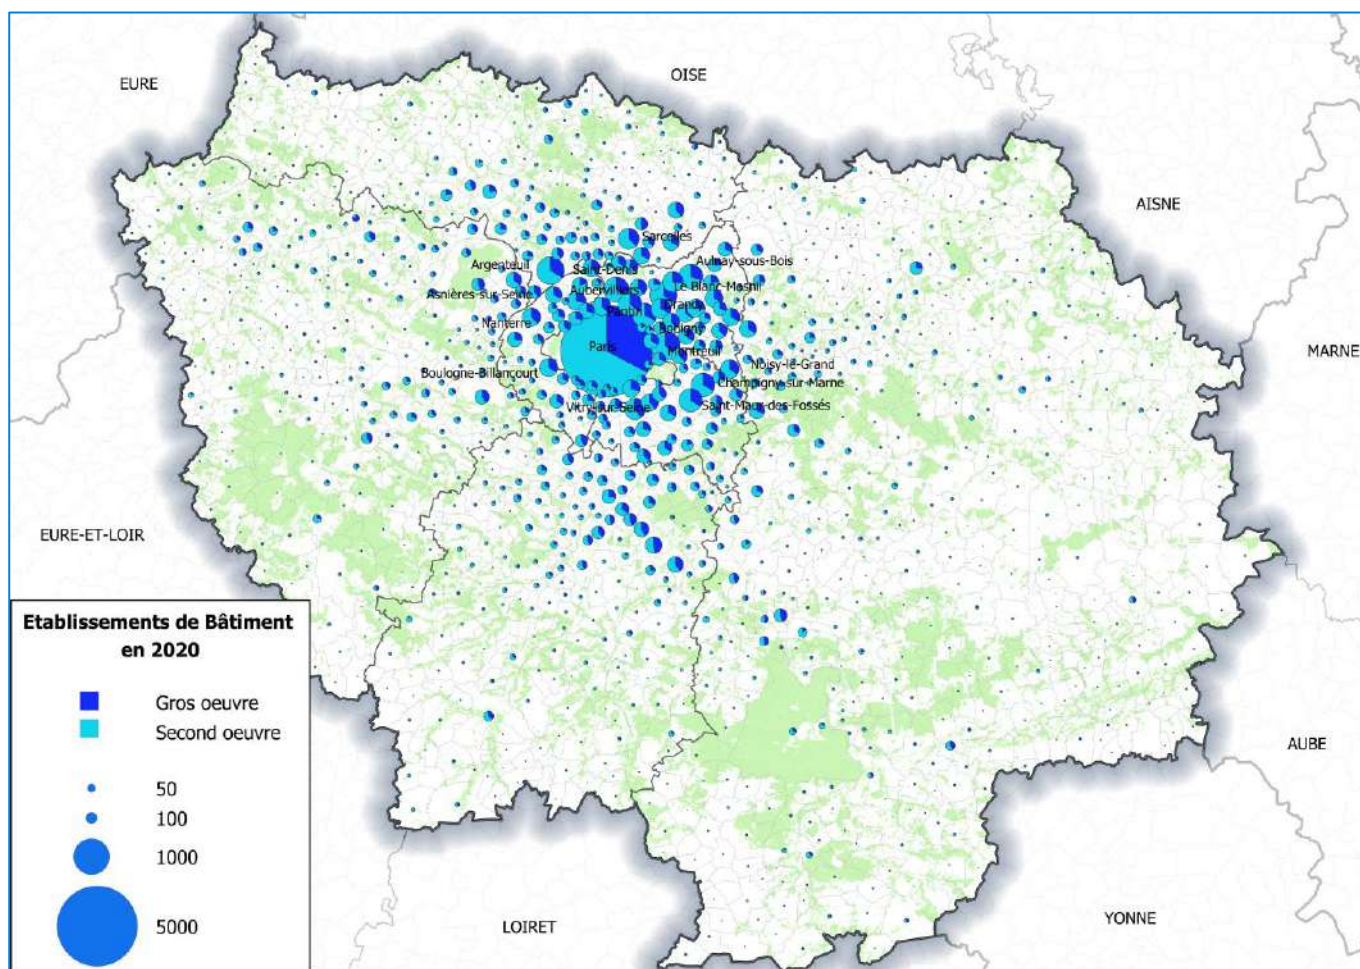 OISE
EURE
AISNE
Sarcelles
Argenteuil
Saint-Denis
Aulnay-sous-Bois
Asnières-sur-Seine
Aubervilliers
Le Blanc-Mesnil
Drancy
Pantin
Nanterre
Bobigny
Paris
Montreuil
MARNE
Noisy-le-Grand
Boulogne-Billancourt
Champigny-sur-Marne
Vitry-sur-Seine
Saint-Maur-des-Fossés
EURE-ET-LOIR
Etablissements de Bâtiment
en 2020
Gros oeuvre
Second oeuvre
50
100
1000
5000
AUBE
LOIRET
YONNE